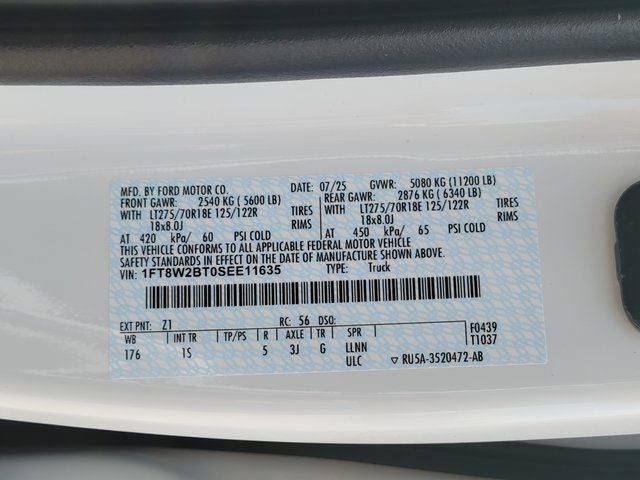 MFD. BY FORD MOTOR CO. DATE: 07/25 GVWR: 5080 KG (11200 LB)
FRONT GAWR: 2540 KG ( 5600 LB) REAR GAWR: 2876 KG ( 6340 LB)
WITH LT275/70R18E 125/122R TIRES WITH LT275/70R18E 125/122R TIRES
18x8.0J RIMS 18x8.0J RIMS
AT 420 kPa/ 60 PSI COLD AT 450 kPa/ 65 PSI COLD
THIS VEHICLE CONFORMS TO ALL APPLICABLE FEDERAL MOTOR VEHICLE
SAFETY STANDARDS IN EFFECT ON THE DATE OF MANUFACTURE SHOWN ABOVE.
VIN: 1FT8W2BT0SEE11635 TYPE: Truck
EXT PNT: Z1 RC: 56 DSO: F0439
WB INT TR TP/PS R AXLE TR SPR T1037
176 1S 5 3J G LLNN
ULC ▽ RU5A-3520472-AB